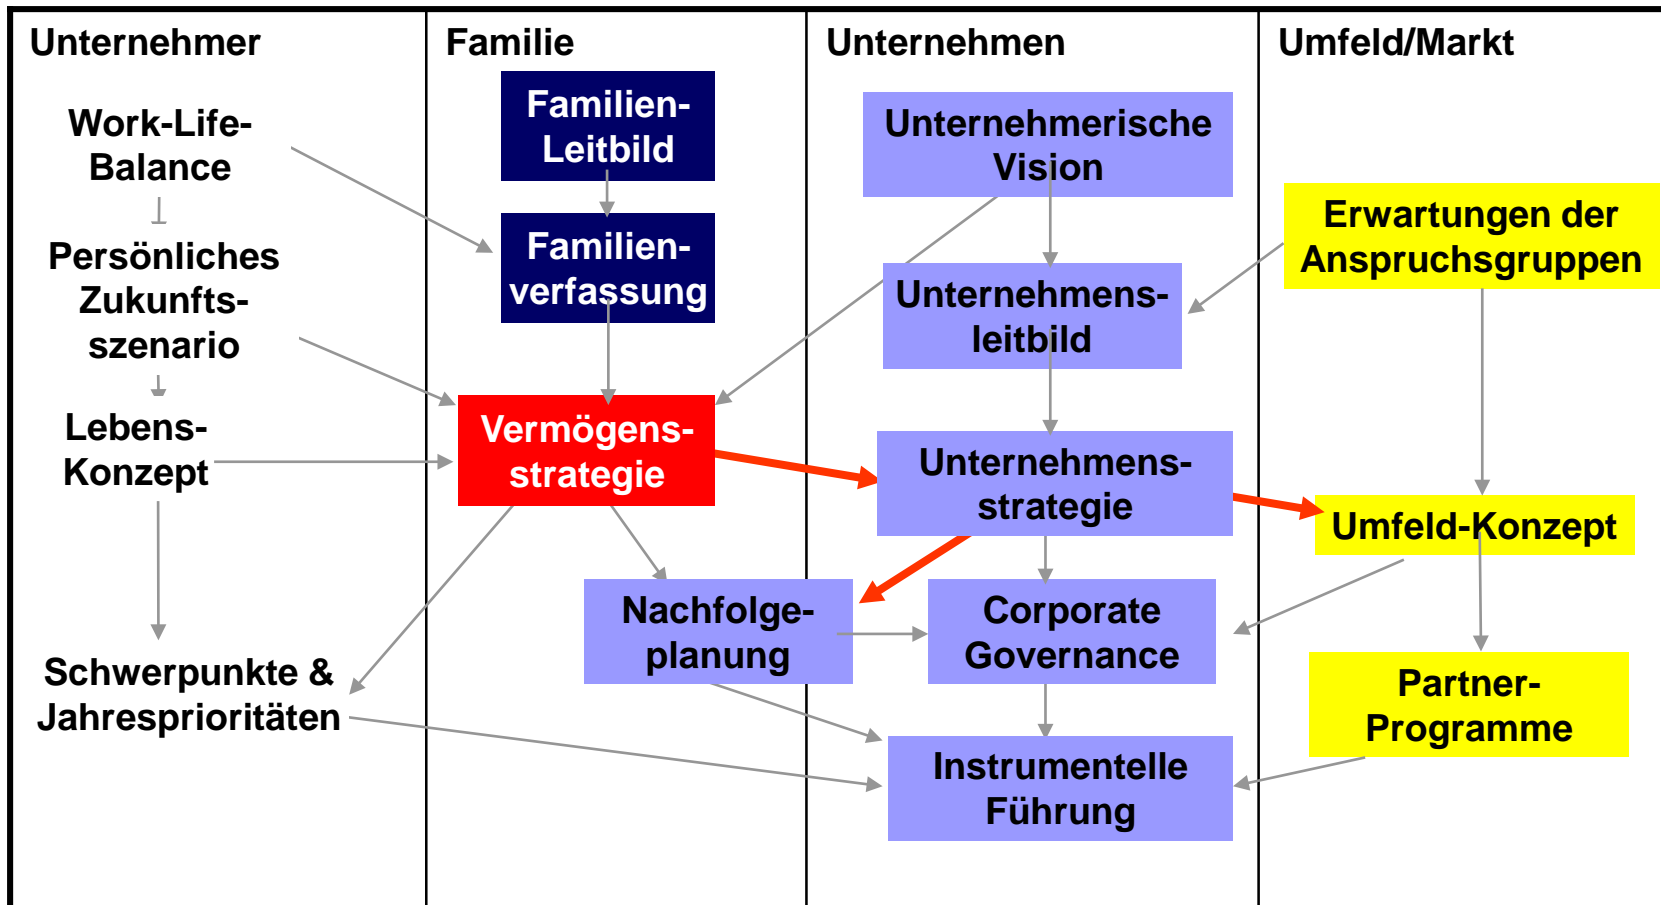 Unternehmer
Work-Life-
Balance
Persönliches
Zukunfts-
szenario
Lebens-
Konzept
Schwerpunkte &
Jahresprioritäten
Familie
Familien-
Leitbild
Familien-
verfassung
Vermögens-
strategie
Nachfolge-
planung
Unternehmen
Unternehmerische
Vision
Unternehmens-
leitbild
Unternehmens-
strategie
Corporate
Governance
Instrumentelle
Führung
Umfeld/Markt
Erwartungen der
Anspruchsgruppen
Umfeld-Konzept
Partner-
Programme